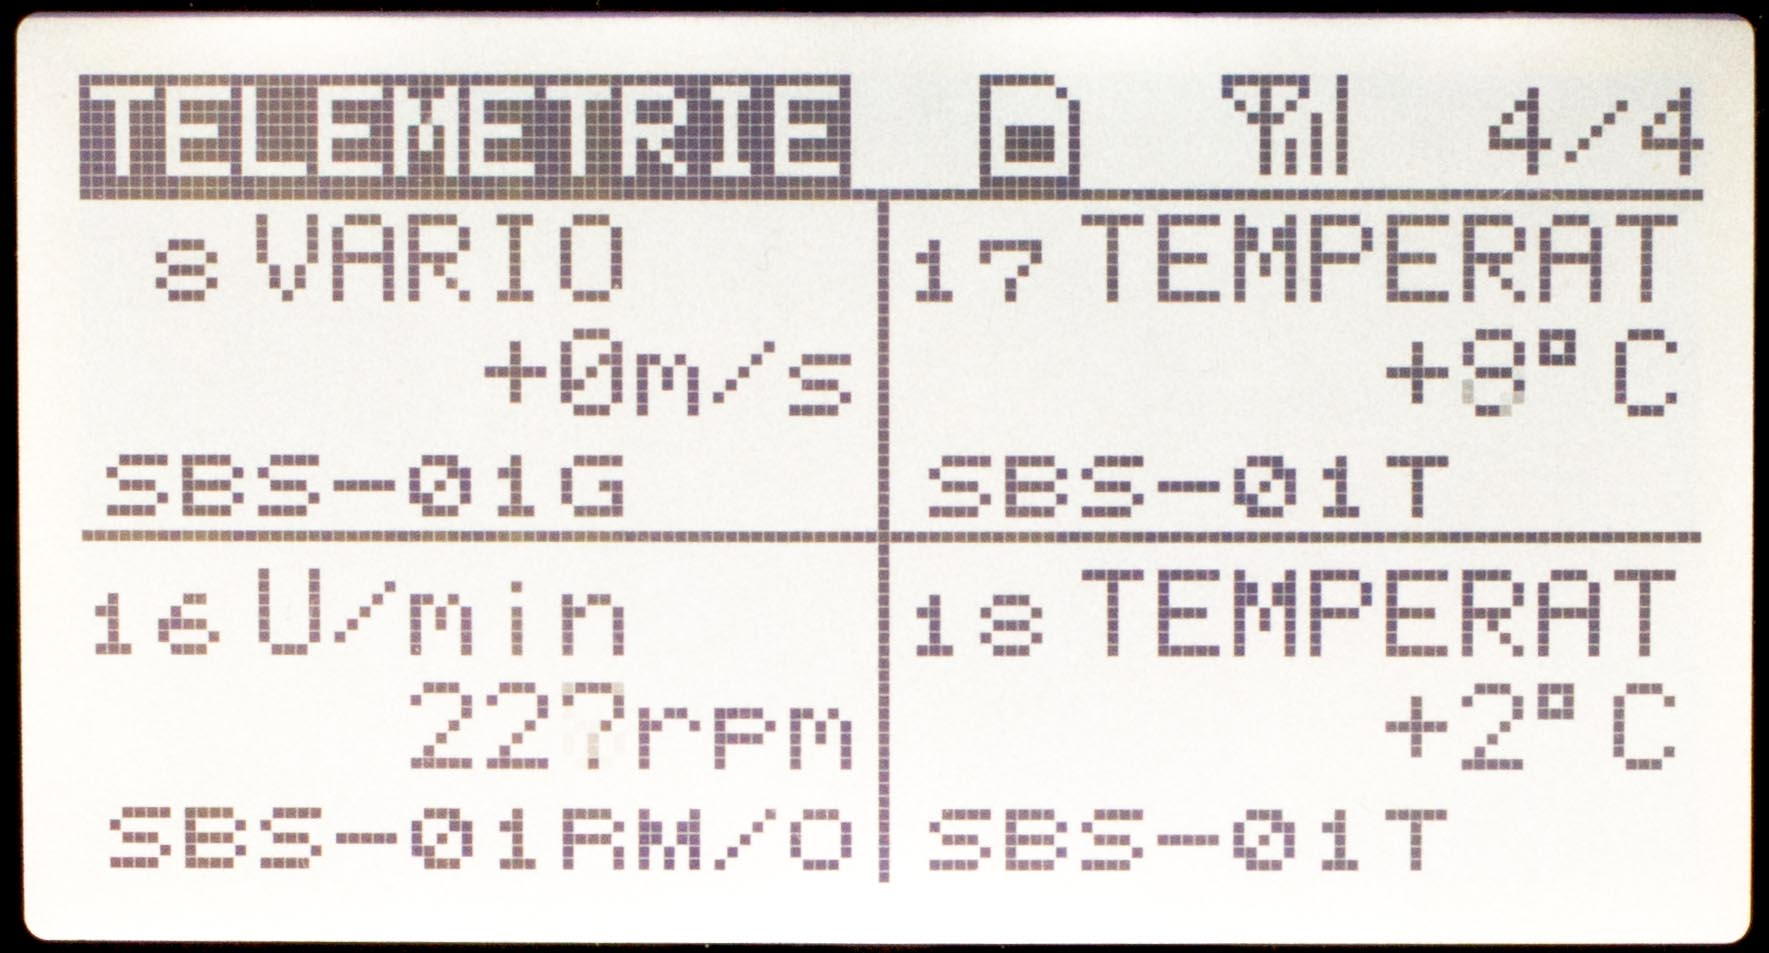 TELEMETRIE 4/4
8 VARIO
+0m/s
SBS-01G
17 TEMPERAT
+8°C
SBS-01T
16 U/min
227rpm
SBS-01RM/O
18 TEMPERAT
+2°C
SBS-01T